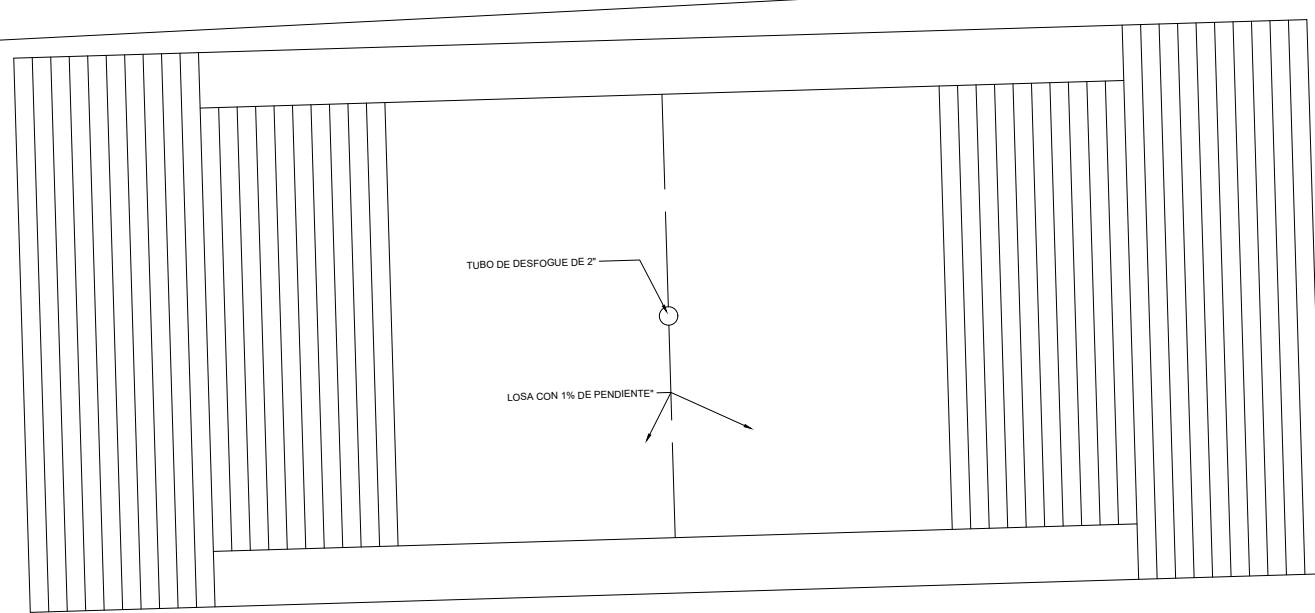 TUBO DE DESFOGUE DE 2"
LOSA CON 1% DE PENDIENTE"